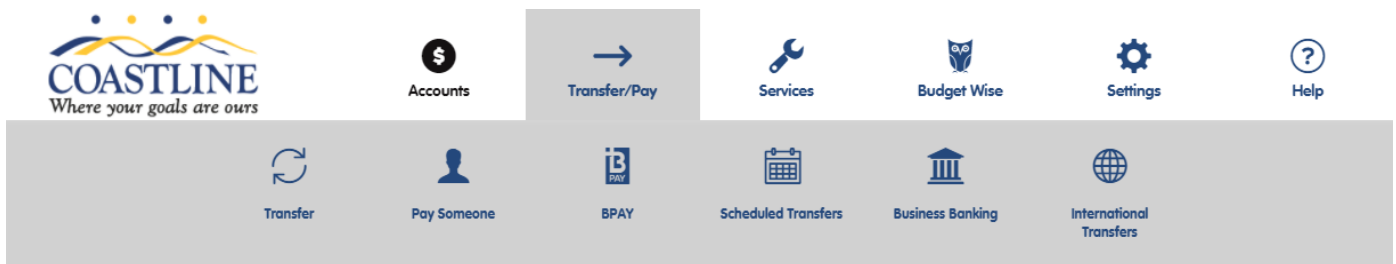 COASTLINE
Where your goals are ours
$
Accounts
Transfer/Pay
Services
Budget Wise
Settings
?
Help
Transfer
Pay Someone
B
PAY
BPAY
Scheduled Transfers
Business Banking
International
Transfers